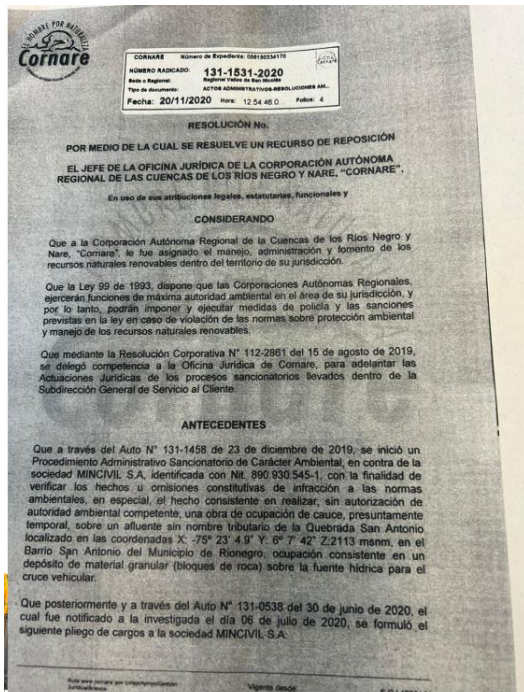 EL HOMBRE POR NATURALEZA
Cornare
CORNARE Número de Expediente: 056150334170
NÚMERO RADICADO: 131-1531-2020
Sede o Regional: Regional Valles de San Nicolás
Tipo de documento: ACTOS ADMINISTRATIVOS-RESOLUCIONES AM...
Fecha: 20/11/2020 Hora: 12:54:46.0 Folios: 4
RESOLUCIÓN No.
POR MEDIO DE LA CUAL SE RESUELVE UN RECURSO DE REPOSICIÓN
EL JEFE DE LA OFICINA JURÍDICA DE LA CORPORACIÓN AUTÓNOMA
REGIONAL DE LAS CUENCAS DE LOS RÍOS NEGRO Y NARE, "CORNARE",
En uso de sus atribuciones legales, estatutarias, funcionales y
CONSIDERANDO
Que a la Corporación Autónoma Regional de la Cuencas de los Ríos Negro y
Nare, "Cornare", le fue asignado el manejo, administración y fomento de los
recursos naturales renovables dentro del territorio de su jurisdicción.
Que la Ley 99 de 1993, dispone que las Corporaciones Autónomas Regionales,
ejercerán funciones de máxima autoridad ambiental en el área de su jurisdicción, y
por lo tanto, podrán imponer y ejecutar medidas de policía y las sanciones
previstas en la ley en caso de violación de las normas sobre protección ambiental
y manejo de los recursos naturales renovables.
Que mediante la Resolución Corporativa N° 112-2861 del 15 de agosto de 2019,
se delegó competencia a la Oficina Jurídica de Cornare, para adelantar las
Actuaciones Jurídicas de los procesos sancionatorios llevados dentro de la
Subdirección General de Servicio al Cliente.
ANTECEDENTES
Que a través del Auto N° 131-1458 de 23 de diciembre de 2019, se inició un
Procedimiento Administrativo Sancionatorio de Carácter Ambiental, en contra de la
sociedad MINCIVIL S.A, identificada con Nit. 890.930.545-1, con la finalidad de
verificar los hechos u omisiones constitutivas de infracción a las normas
ambientales, en especial, el hecho consistente en realizar, sin autorización de
autoridad ambiental competente, una obra de ocupación de cauce, presuntamente
temporal, sobre un afluente sin nombre tributario de la Quebrada San Antonio
localizado en las coordenadas X: -75° 23' 4.9" Y: 6° 7' 42" Z:2113 msnm, en el
Barrio San Antonio del Municipio de Rionegro, ocupación consistente en un
depósito de material granular (bloques de roca) sobre la fuente hídrica para el
cruce vehicular.
Que posteriormente y a través del Auto N° 131-0538 del 30 de junio de 2020, el
cual fue notificado a la investigada el día 06 de julio de 2020, se formuló el
siguiente pliego de cargos a la sociedad MINCIVIL S.A:
Vigente desde: